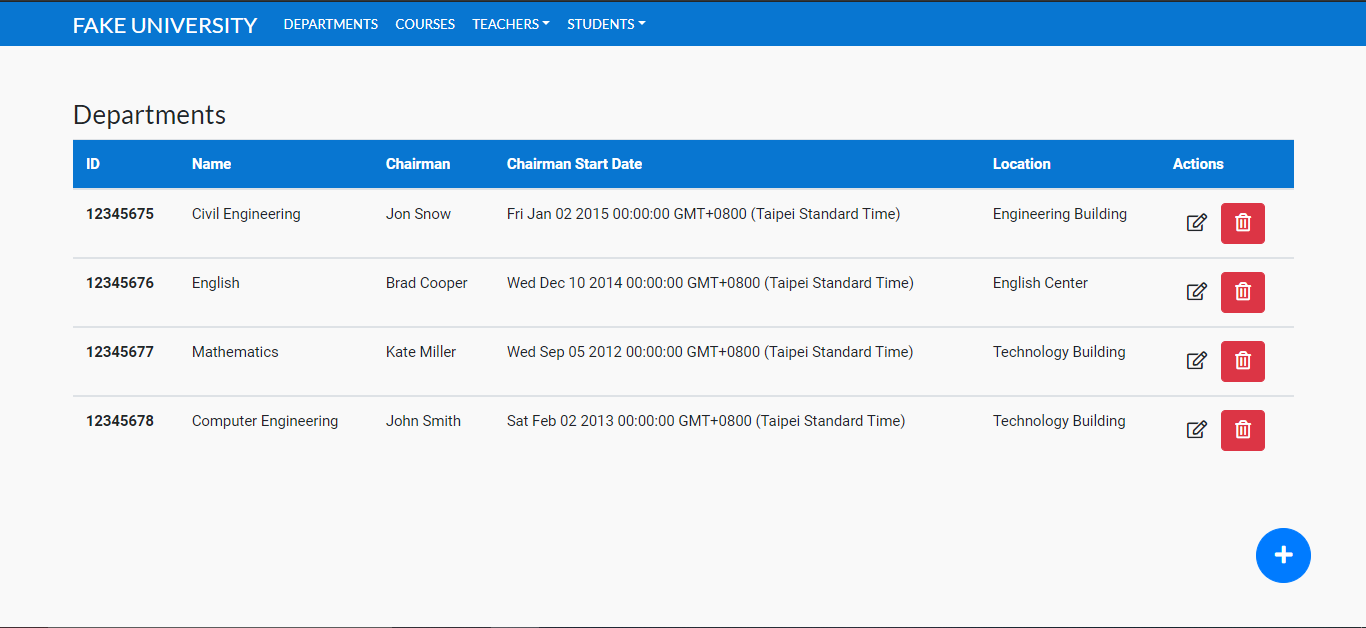 FAKE UNIVERSITY DEPARTMENTS COURSES TEACHERS STUDENTS
Departments
ID Name Chairman Chairman Start Date Location Actions
12345675 Civil Engineering Jon Snow Fri Jan 02 2015 00:00:00 GMT+0800 (Taipei Standard Time) Engineering Building
12345676 English Brad Cooper Wed Dec 10 2014 00:00:00 GMT+0800 (Taipei Standard Time) English Center
12345677 Mathematics Kate Miller Wed Sep 05 2012 00:00:00 GMT+0800 (Taipei Standard Time) Technology Building
12345678 Computer Engineering John Smith Sat Feb 02 2013 00:00:00 GMT+0800 (Taipei Standard Time) Technology Building